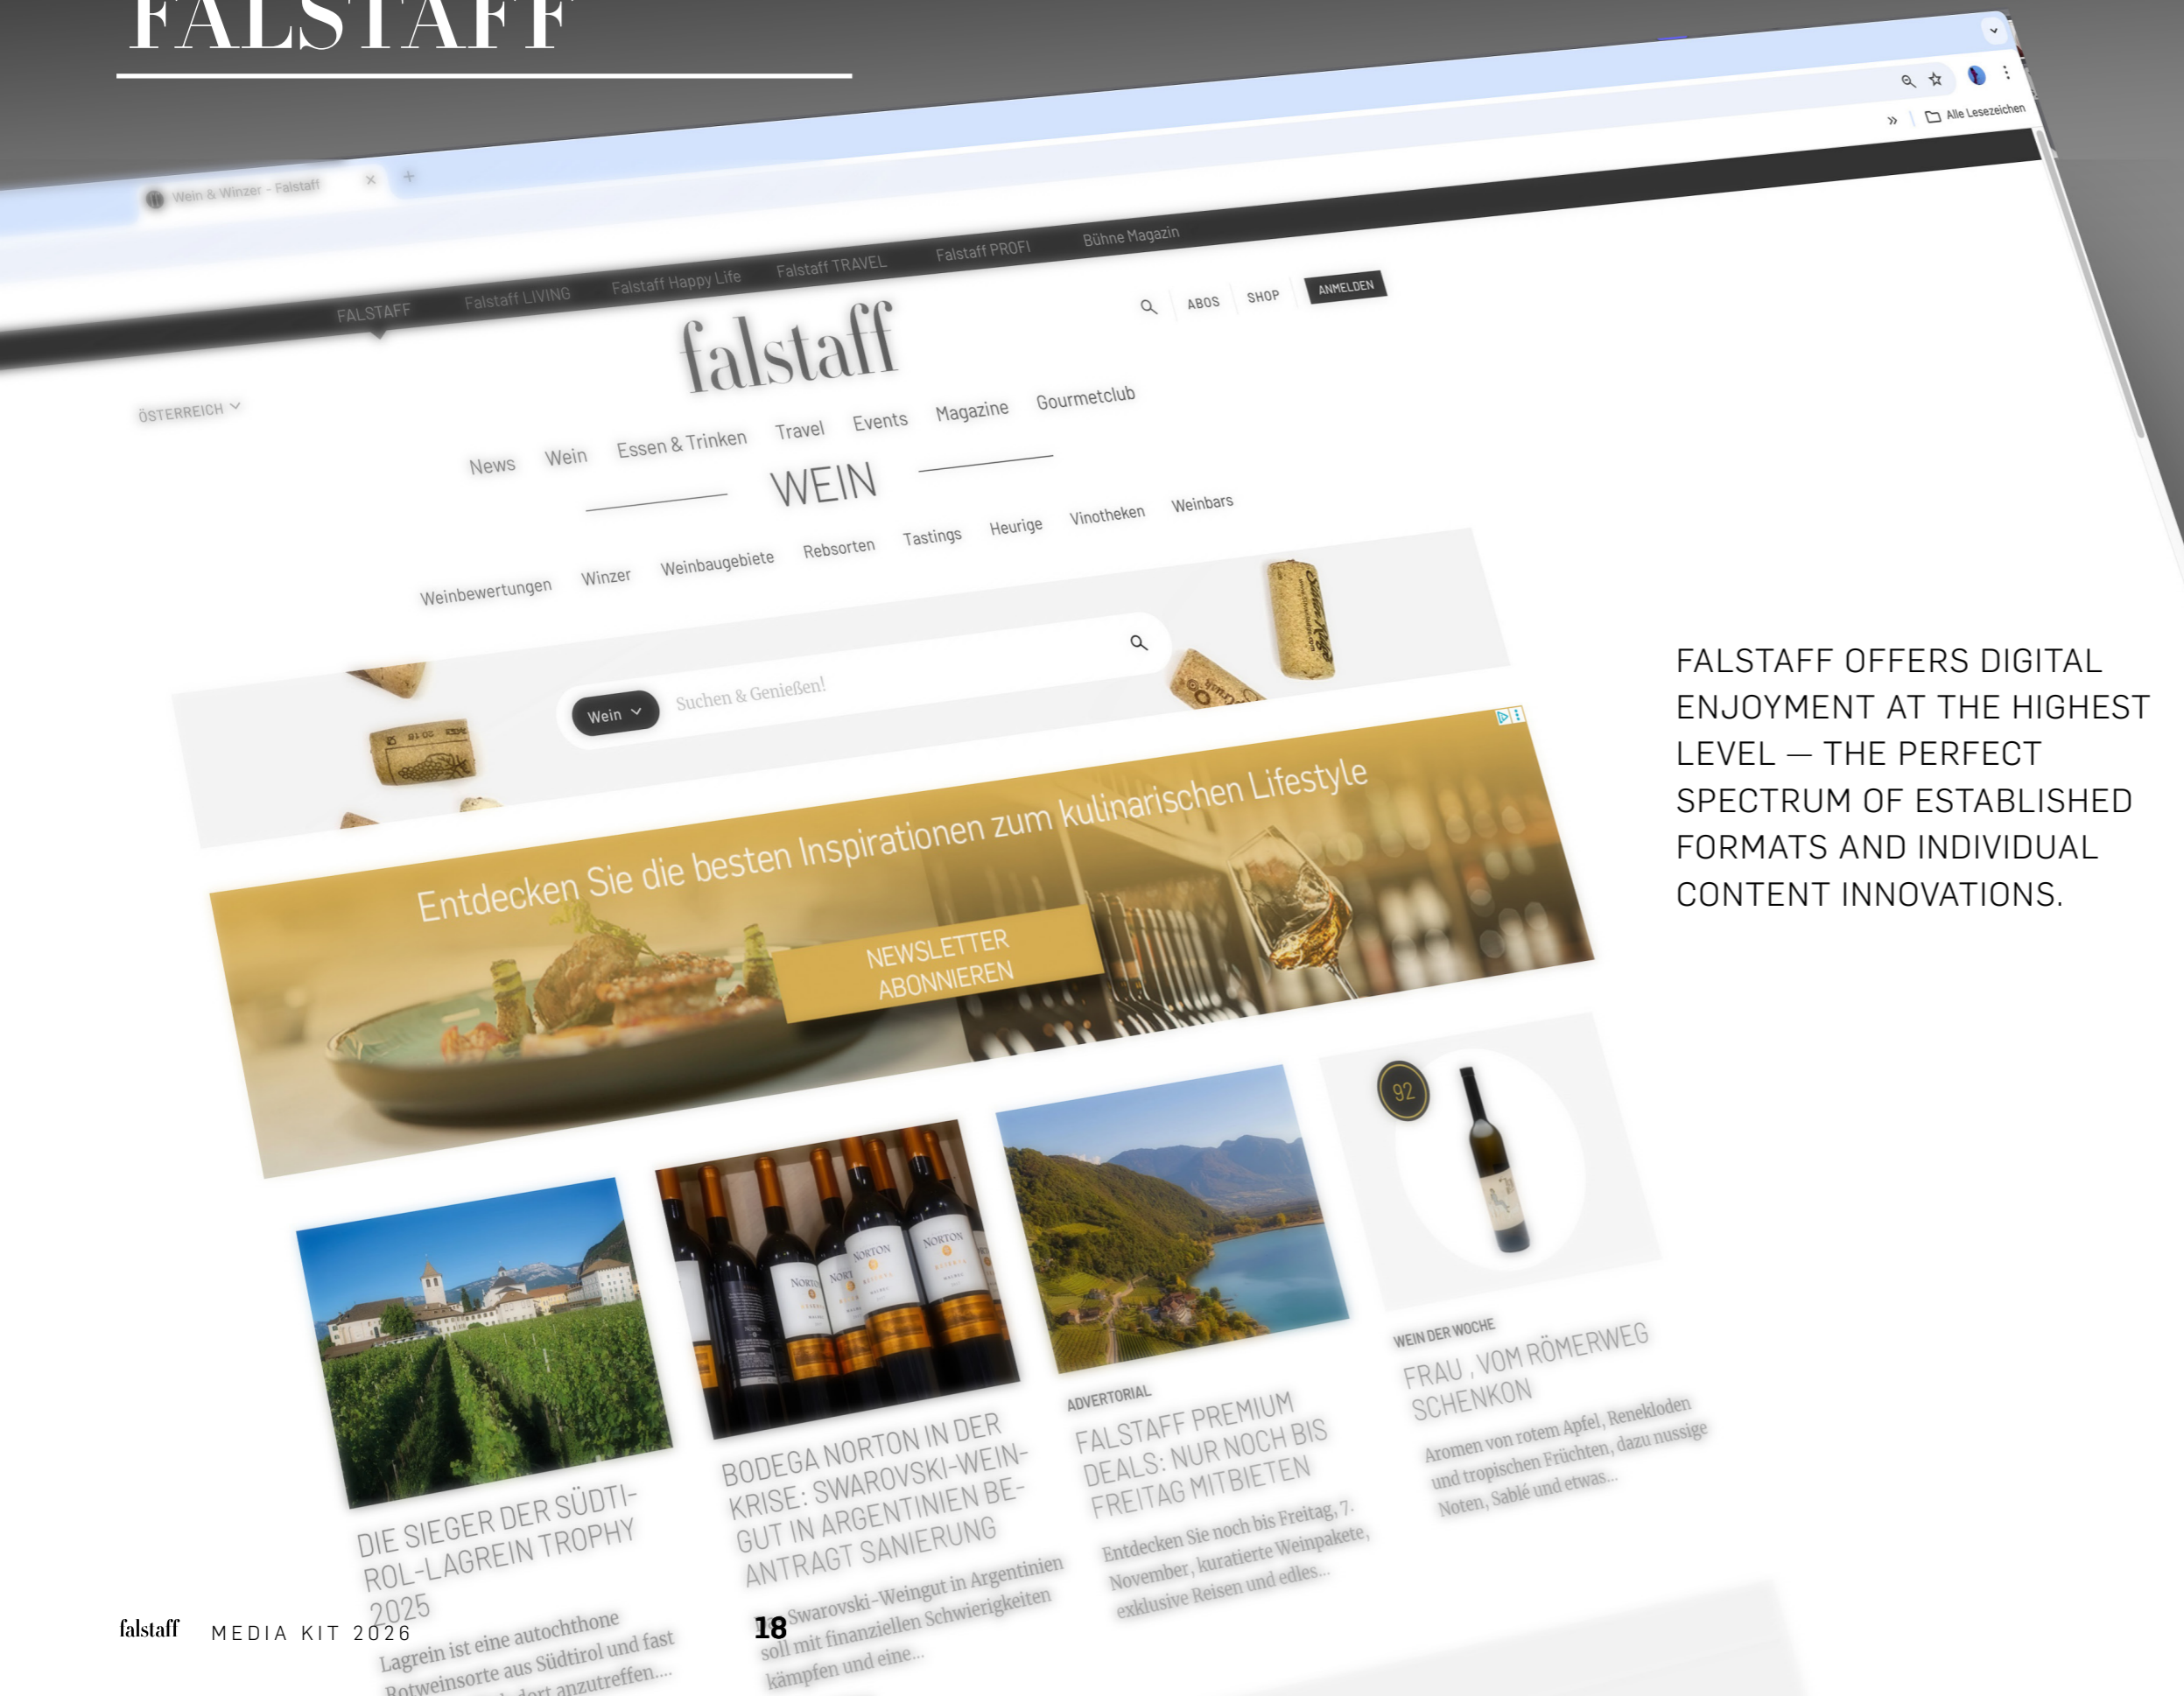 FALSTAFF
Wein & Winzer - Falstaff
Alle Lesezeichen
FALSTAFF Falstaff LIVING Falstaff Happy Life Falstaff TRAVEL Falstaff PROFI Bühne Magazin
ÖSTERREICH
falstaff
ABOS SHOP ANMELDEN
News Wein Essen & Trinken Travel Events Magazine Gourmetclub
WEIN
Weinbewertungen Winzer Weinbaugebiete Rebsorten Tastings Heurige Vinotheken Weinbars
Wein Suchen & Genießen!
Entdecken Sie die besten Inspirationen zum kulinarischen Lifestyle
NEWSLETTER
ABONNIEREN
FALSTAFF OFFERS DIGITAL
ENJOYMENT AT THE HIGHEST
LEVEL — THE PERFECT
SPECTRUM OF ESTABLISHED
FORMATS AND INDIVIDUAL
CONTENT INNOVATIONS.
NORTON
NORTON
NORTON
92
DIE SIEGER DER SÜDTI-
ROL-LAGREIN TROPHY
2025
Lagrein ist eine autochthone
Rotweinsorte aus Südtirol und fast
dort anzutreffen....
BODEGA NORTON IN DER
KRISE: SWAROVSKI-WEIN-
GUT IN ARGENTINIEN BE-
ANTRAGT SANIERUNG
Swarovski-Weingut in Argentinien
soll mit finanziellen Schwierigkeiten
kämpfen und eine...
ADVERTORIAL
FALSTAFF PREMIUM
DEALS: NUR NOCH BIS
FREITAG MITBIETEN
Entdecken Sie noch bis Freitag, 7.
November, kuratierte Weinpakete,
exklusive Reisen und edles...
WEIN DER WOCHE
FRAU , VOM RÖMERWEG
SCHENKON
Aromen von rotem Apfel, Renekloden
und tropischen Früchten, dazu nussige
Noten, Sablé und etwas...
falstaff MEDIA KIT 2026
18